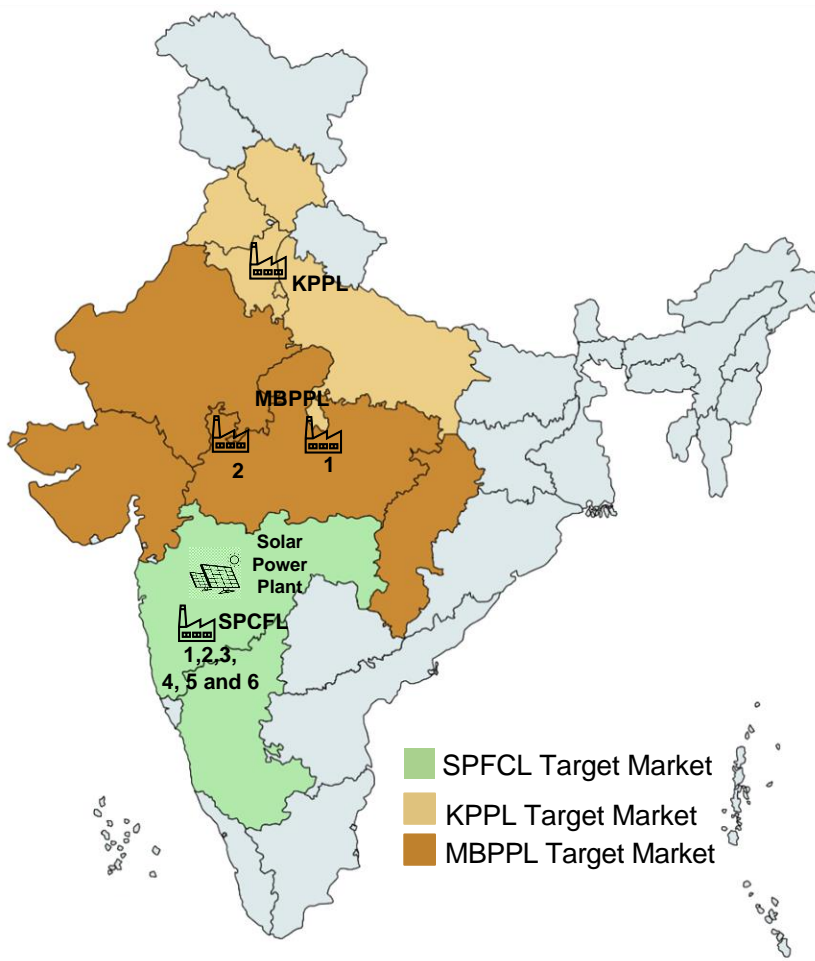 KPPL
MBPPL
2
1
Solar
Power
Plant
SPCFL
1,2,3,
4, 5 and 6
SPFCL Target Market
KPPL Target Market
MBPPL Target Market